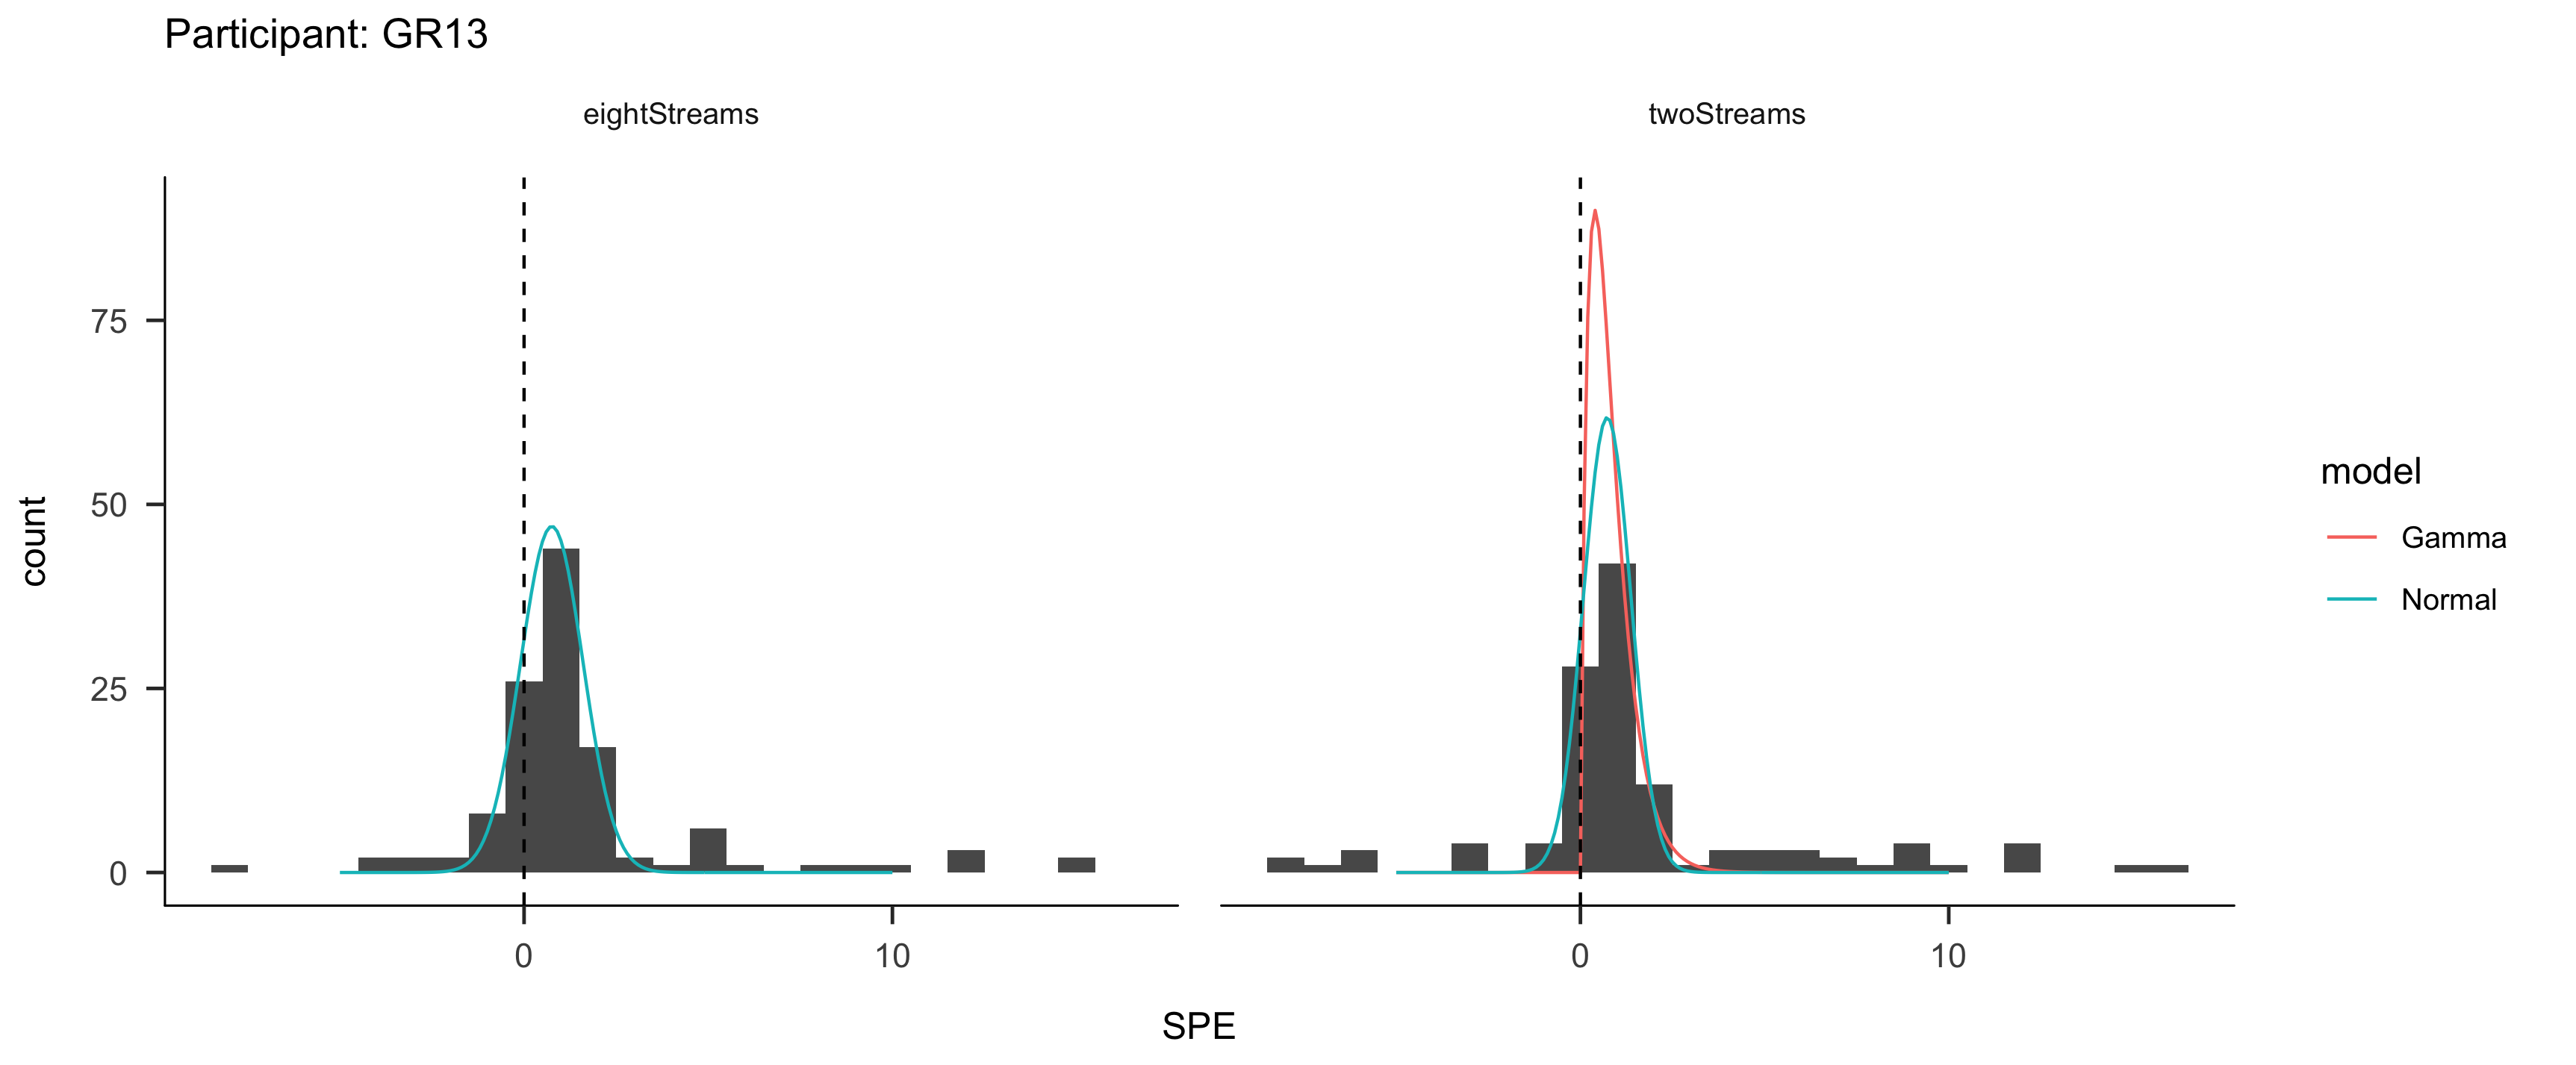 Participant: GR13
eightStreams
twoStreams
count
75
50
25
0
0
10
0
10
SPE
model
Gamma
Normal